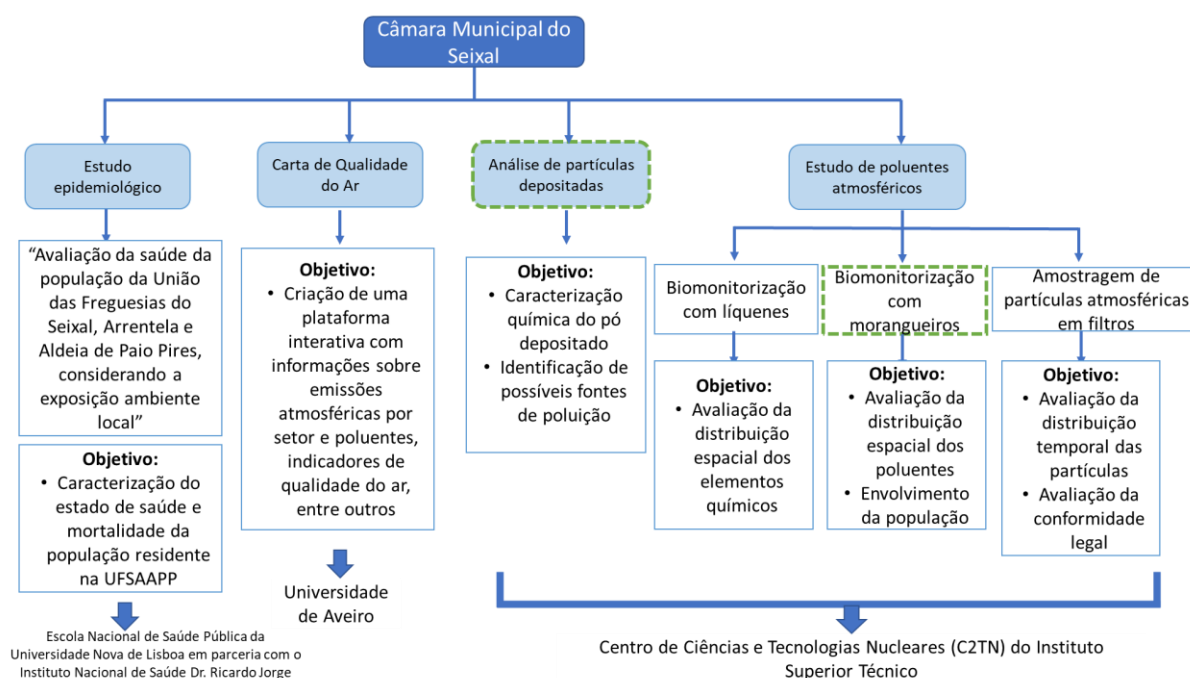 Câmara Municipal do
Seixal
Estudo
epidemiológico
Carta de Qualidade
do Ar
Análise de partículas
depositadas
Estudo de poluentes
atmosféricos
“Avaliação da saúde da
população da União
das Freguesias do
Seixal, Arrentela e
Aldeia de Paio Pires,
considerando a
exposição ambiente
local”
Objetivo:
• Caracterização do
estado de saúde e
mortalidade da
população residente
na UFSAAPP
Escola Nacional de Saúde Pública da
Universidade Nova de Lisboa em parceria com o
Instituto Nacional de Saúde Dr. Ricardo Jorge
Objetivo:
• Criação de uma
plataforma
interativa com
informações sobre
emissões
atmosféricas por
setor e poluentes,
indicadores de
qualidade do ar,
entre outros
Universidade
de Aveiro
Objetivo:
• Caracterização
química do pó
depositado
• Identificação de
possíveis fontes
de poluição
Biomonitorização
com líquenes
Objetivo:
• Avaliação da
distribuição
espacial dos
elementos
químicos
Biomonitorização
com
morangueiros
Objetivo:
• Avaliação da
distribuição
espacial dos
poluentes
• Envolvimento
da população
Amostragem de
partículas atmosféricas
em filtros
Objetivo:
• Avaliação da
distribuição
temporal das
partículas
• Avaliação da
conformidade
legal
Centro de Ciências e Tecnologias Nucleares (C2TN) do Instituto
Superior Técnico